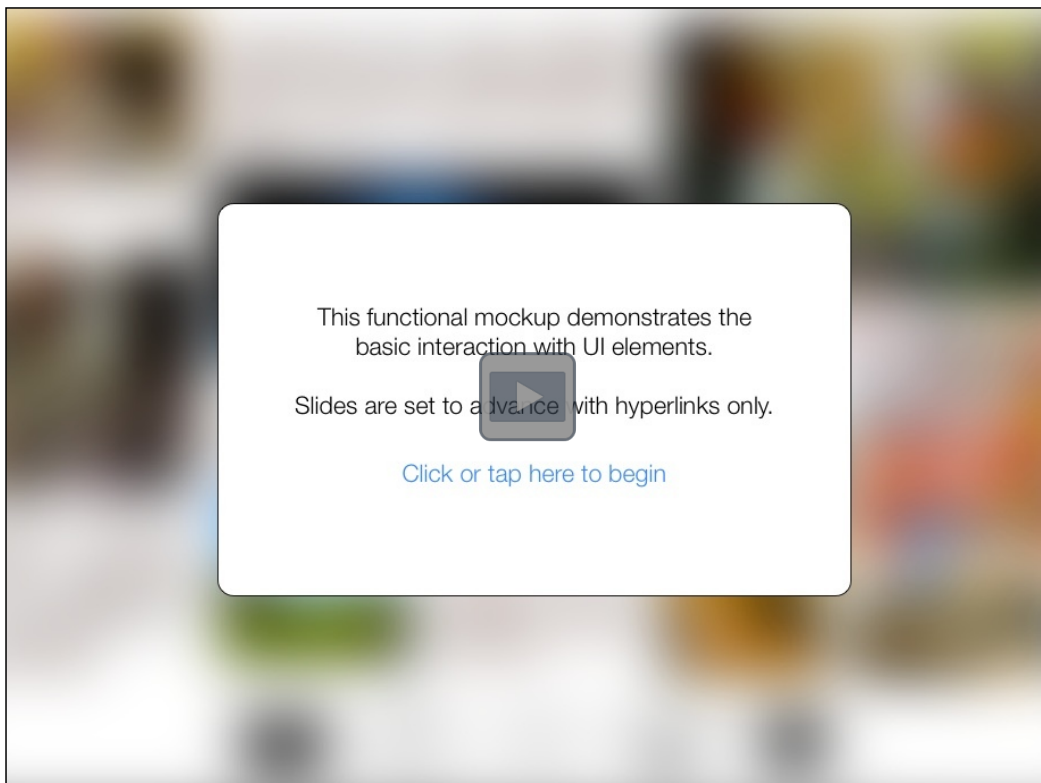 This functional mockup demonstrates the
basic interaction with UI elements.
Slides are set to advance with hyperlinks only.
Click or tap here to begin